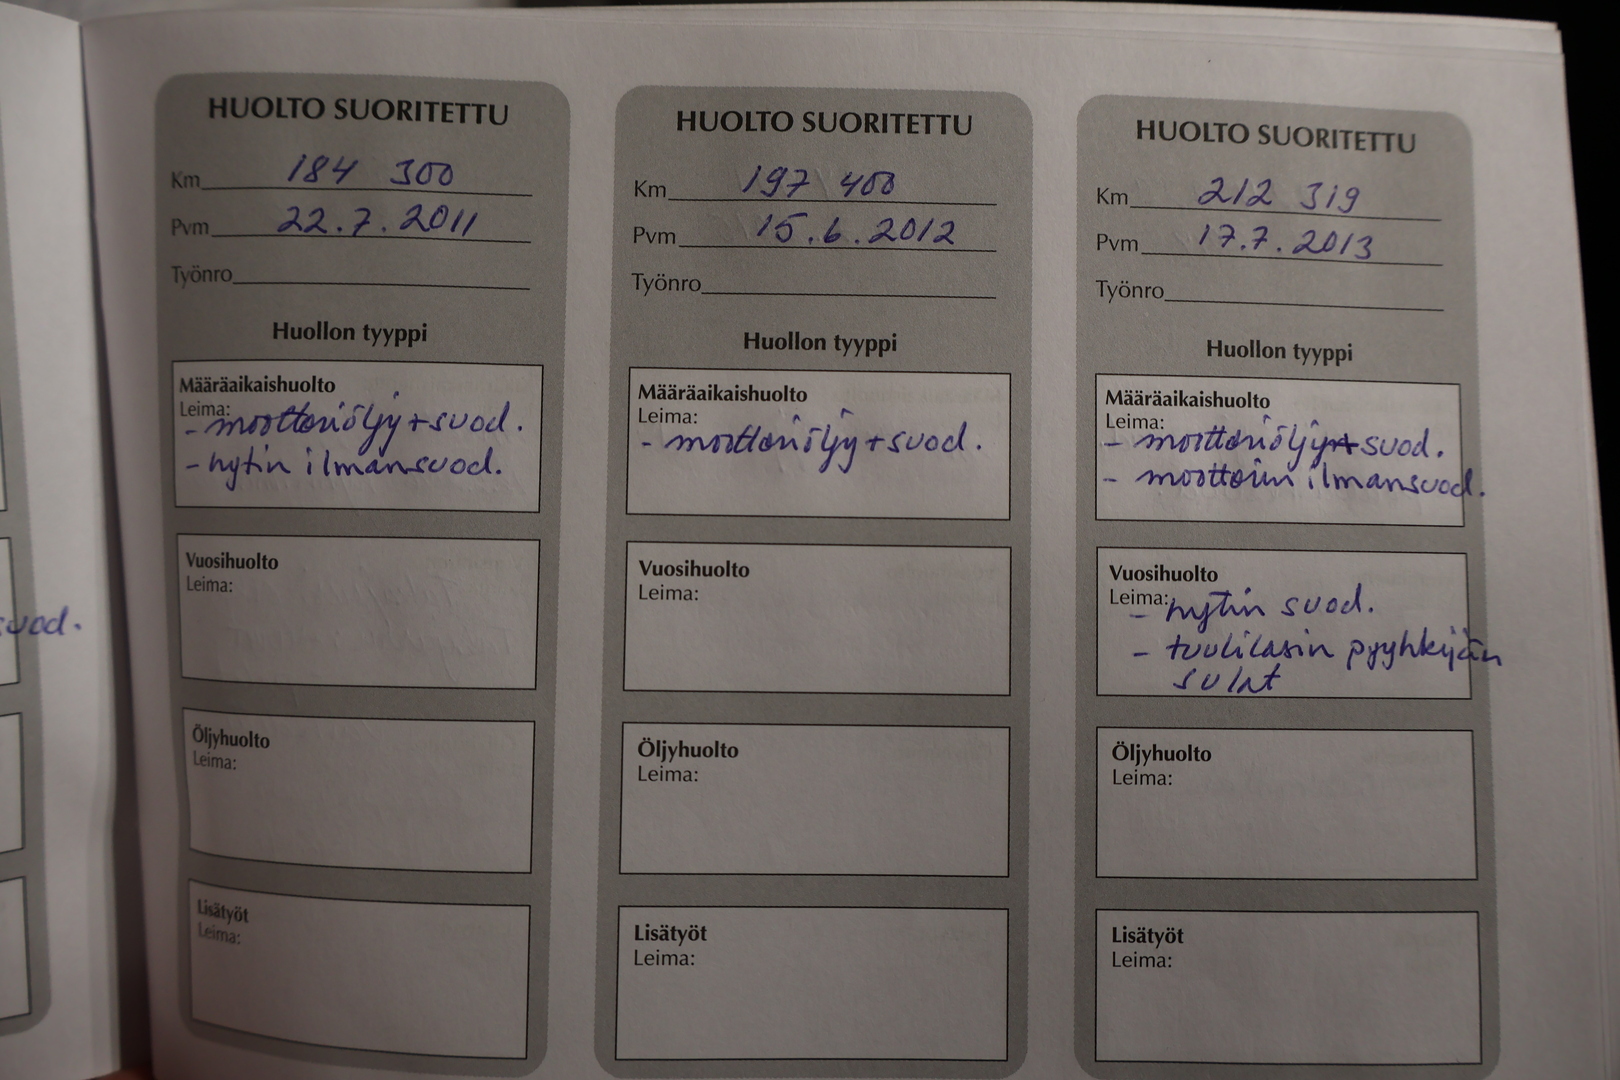 suod.
HUOLTO SUORITETTU
Km 184 300
Pvm 22.7.2011
Työnro
Huollon tyyppi
Määräaikaishuolto
Leima:
- moottoriöljy + suod.
- hytin ilmansuod.
Vuosihuolto
Leima:
Öljyhuolto
Leima:
Lisätyöt
Leima:
HUOLTO SUORITETTU
Km 197 400
Pvm 15.6.2012
Työnro
Huollon tyyppi
Määräaikaishuolto
Leima:
- moottoriöljy + suod.
Vuosihuolto
Leima:
Öljyhuolto
Leima:
Lisätyöt
Leima:
HUOLTO SUORITETTU
Km 212 319
Pvm 17.7.2013
Työnro
Huollon tyyppi
Määräaikaishuolto
Leima:
- moottoriöljy + suod.
- moottorin ilmansuod.
Vuosihuolto
Leima:
- hytin suod.
- tuulilasin pyyhkijän
sulat
Öljyhuolto
Leima:
Lisätyöt
Leima: